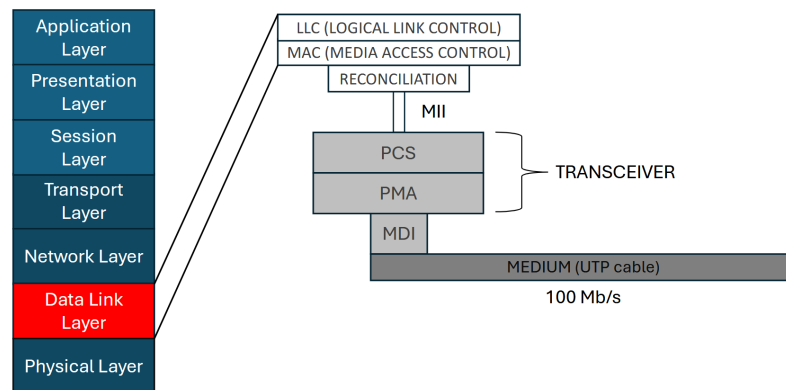 Application
Layer
Presentation
Layer
Session
Layer
Transport
Layer
Network Layer
Data Link
Layer
Physical Layer
LLC (LOGICAL LINK CONTROL)
MAC (MEDIA ACCESS CONTROL)
RECONCILIATION
MII
PCS
PMA
TRANSCEIVER
MDI
MEDIUM (UTP cable)
100 Mb/s